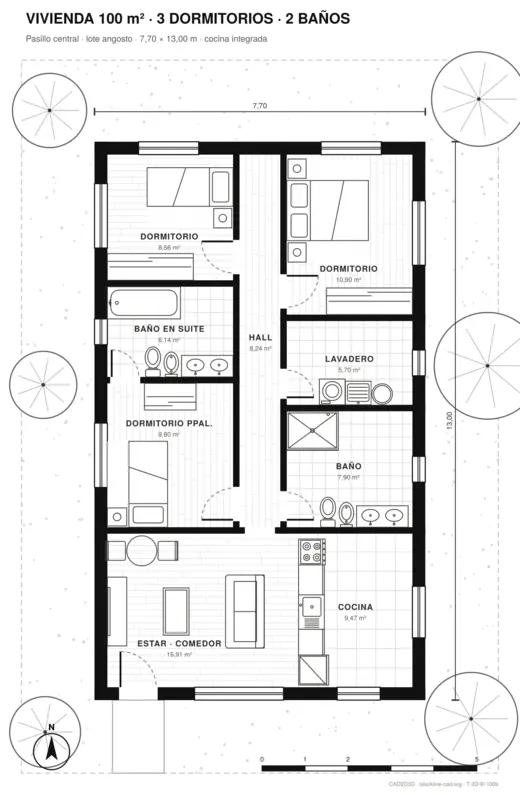 VIVIENDA 100 m² · 3 DORMITORIOS · 2 BAÑOS
Pasillo central · lote angosto · 7,70 × 13,00 m · cocina integrada
7,70
DORMITORIO
8,56 m²
DORMITORIO
10,90 m²
BAÑO EN SUITE
6,14 m²
HALL
8,24 m²
LAVADERO
5,70 m²
DORMITORIO PPAL.
9,80 m²
13,00
BAÑO
7,90 m²
COCINA
9,47 m²
ESTAR - COMEDOR
15,91 m²
N
0 1 2 5
CAD2D3D